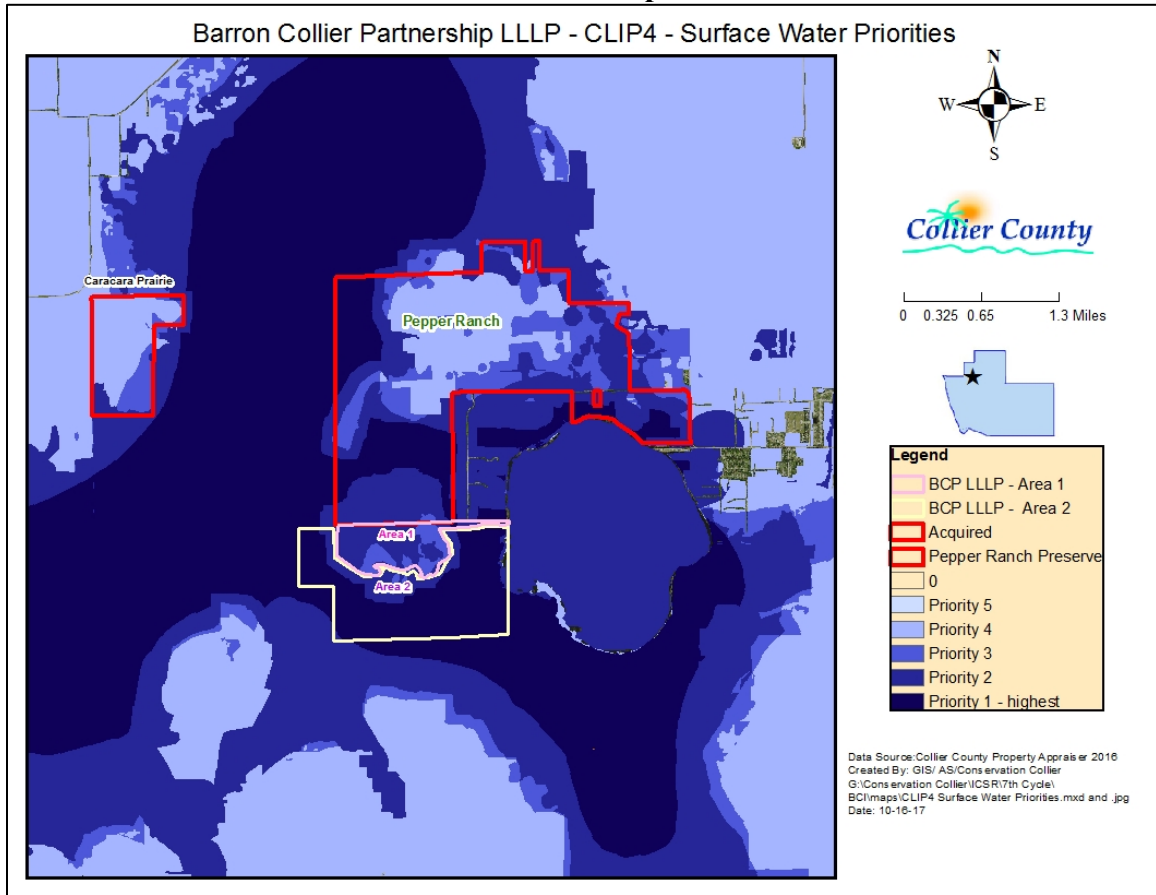 Barron Collier Partnership LLLP - CLIP4 - Surface Water Priorities
N
W E
S
Collier County
0 0.325 0.65 1.3 Miles
Caracara Prairie
Pepper Ranch
Area 1
Area 2
Legend
BCP LLLP - Area 1
BCP LLLP - Area 2
Acquired
Pepper Ranch Preserve
0
Priority 5
Priority 4
Priority 3
Priority 2
Priority 1 - highest
Data Source:Collier County Property Appraiser 2016
Created By: GIS/ AS/Conservation Collier
G:\Conservation Collier\ICSR\7th Cycle\
BCI\maps\CLIP4 Surface Water Priorities.mxd and .jpg
Date: 10-16-17